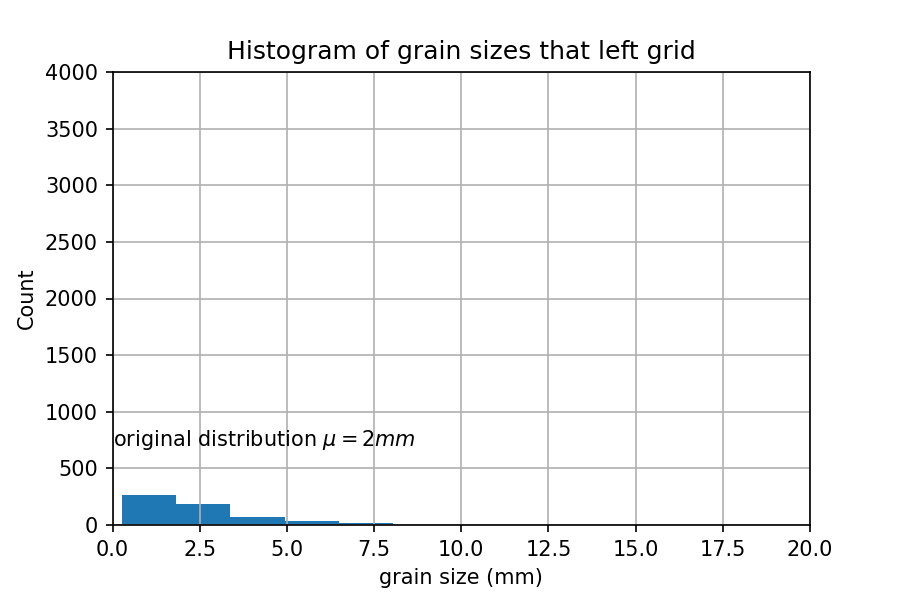 Histogram of grain sizes that left grid
4000
3500
3000
2500
2000
1500
1000
500
0
Count
original distribution μ = 2mm
0.0 2.5 5.0 7.5 10.0 12.5 15.0 17.5 20.0
grain size (mm)